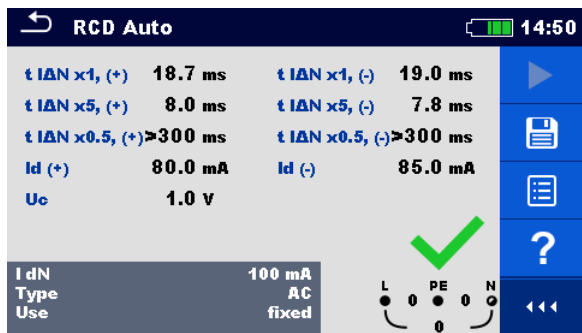 RCD Auto 14:50
t IΔN x1, (+) 18.7 ms t IΔN x1, (-) 19.0 ms
t IΔN x5, (+) 8.0 ms t IΔN x5, (-) 7.8 ms
t IΔN x0.5, (+)>300 ms t IΔN x0.5, (-)>300 ms
Id (+) 80.0 mA Id (-) 85.0 mA
Uc 1.0 V
?
I dN 100 mA
Type AC
Use fixed
L PE N
0 0
0